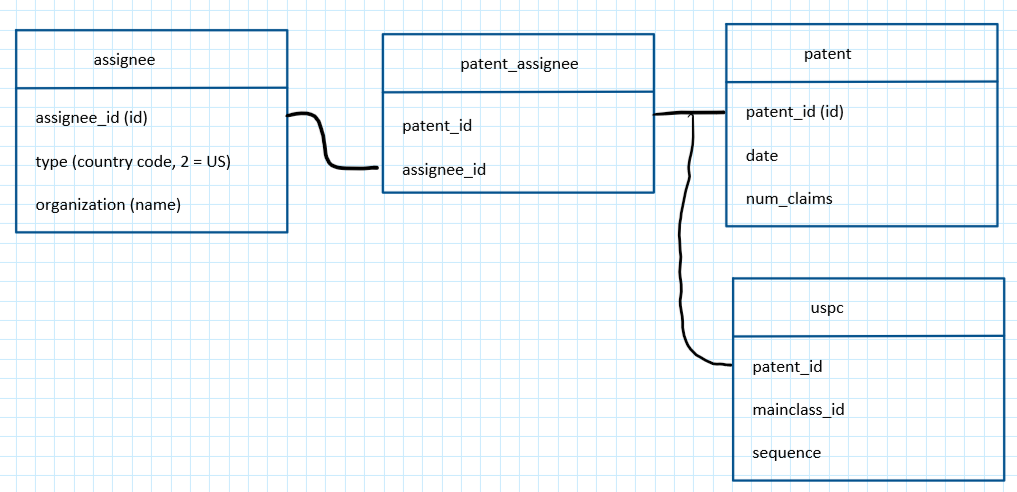 assignee
assignee_id (id)
type (country code, 2 = US)
organization (name)
patent_assignee
patent_id
assignee_id
patent
patent_id (id)
date
num_claims
uspc
patent_id
mainclass_id
sequence